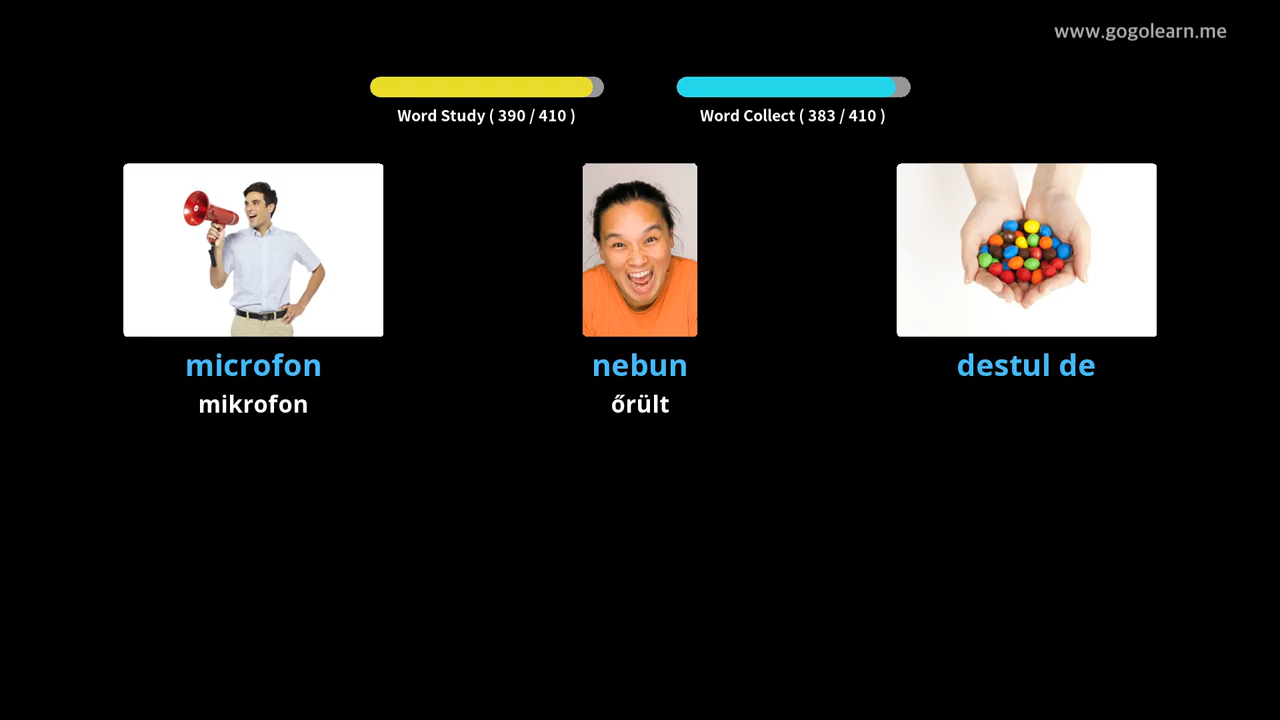 www.gogolearn.me
Word Study ( 390 / 410 )
Word Collect ( 383 / 410 )
microfon
mikrofon
nebun
őrült
destul de